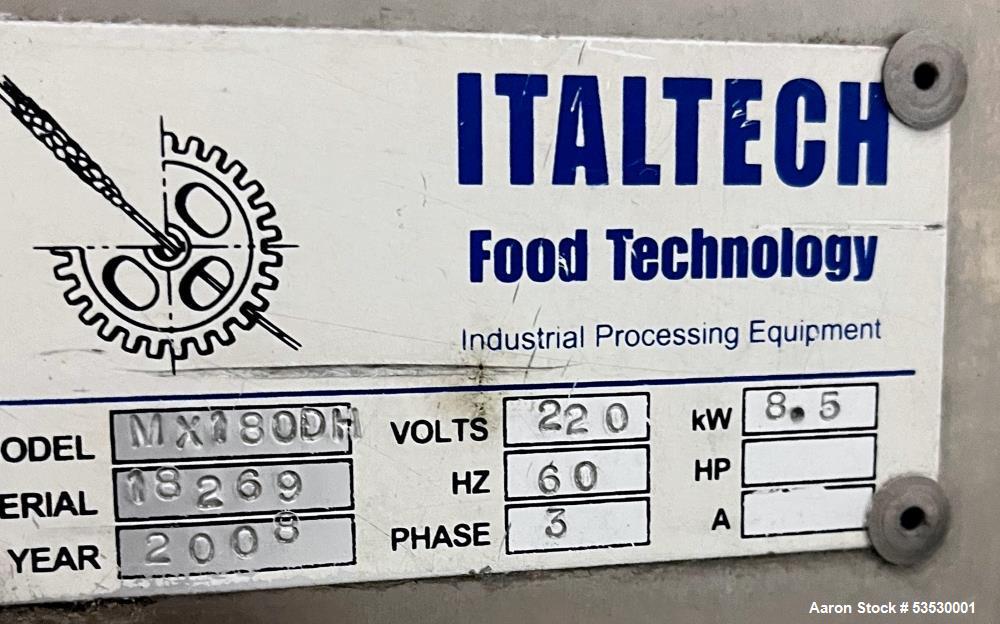 ITALTECH
Food Technology
Industrial Processing Equipment
ODEL MX180DH VOLTS 220 kW 8.5
ERIAL 18269 HZ 60 HP
YEAR 2008 PHASE 3 A
Aaron Stock # 53530001